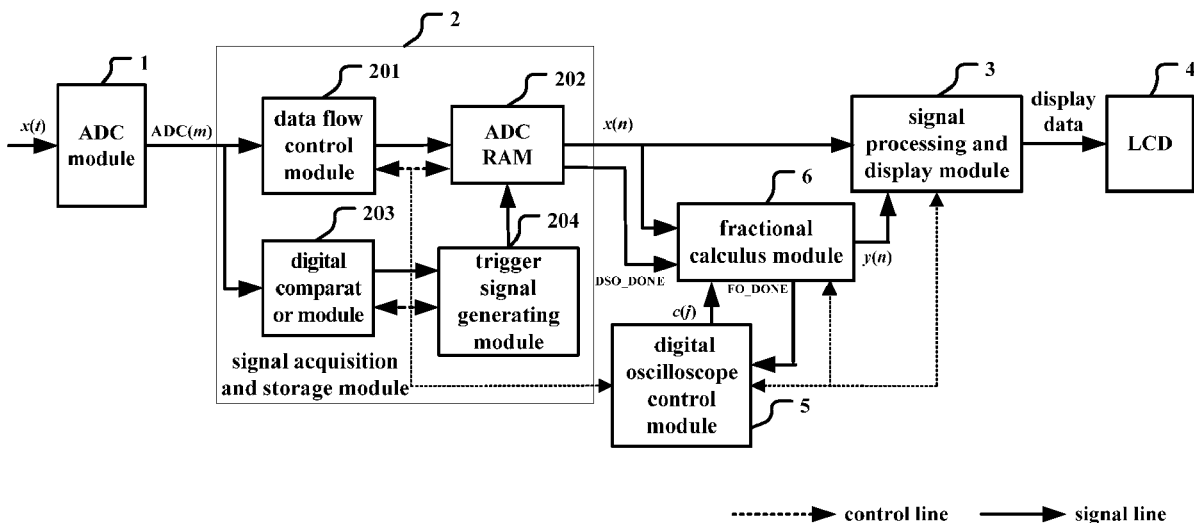 1
2
201
202
3
4
x(t)
ADC
module
ADC(m)
data flow
control
module
ADC
RAM
x(n)
signal
processing and
display module
display
data
LCD
203
204
6
digital
comparat
or module
trigger
signal
generating
module
fractional
calculus module
y(n)
DSO_DONE
FO_DONE
c(j)
signal acquisition
and storage module
digital
oscilloscope
control
module
5
control line
signal line